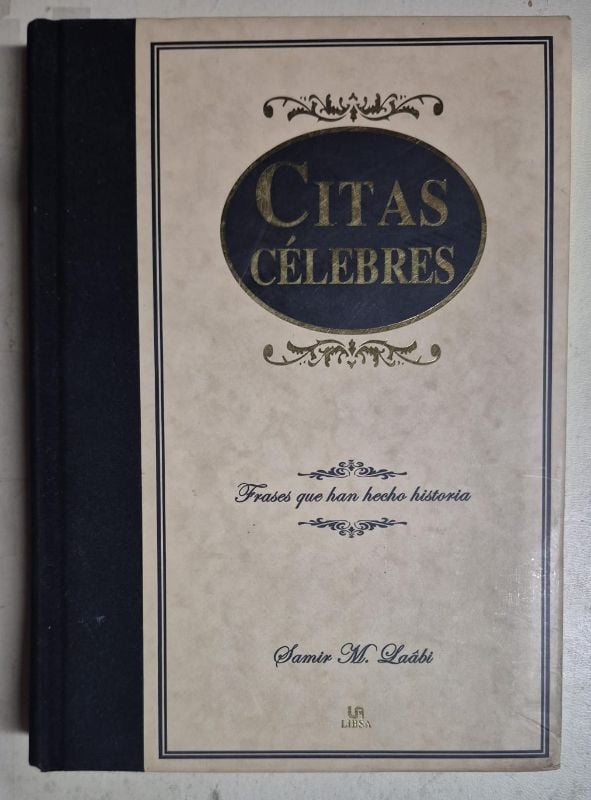 CITAS
CÉLEBRES
Frases que han hecho historia
Samir M. Laâbi
LIBSA